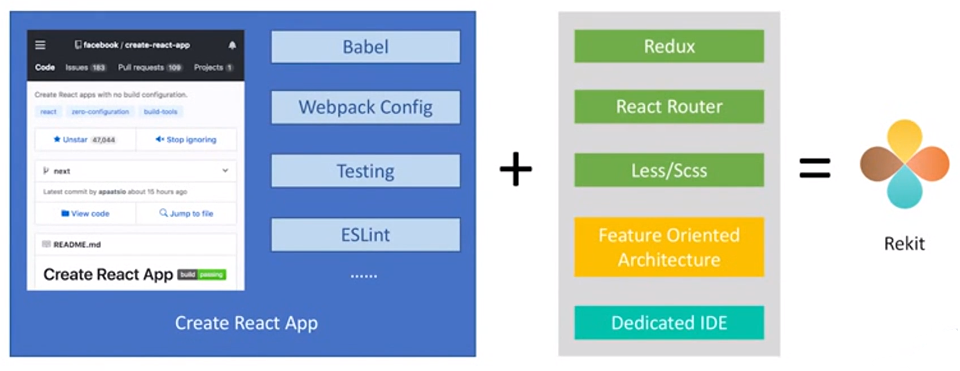 facebook / create-react-app
Code Issues 183 Pull requests 109 Projects 1
Create React apps with no build configuration.
react zero-configuration build-tools
Unstar 47,044 Stop ignoring
next
Latest commit by apaatsio about 15 hours ago
View code Jump to file
README.md
Create React App build passing
Babel
Webpack Config
Testing
ESLint
......
Create React App
+
Redux
React Router
Less/Scss
Feature Oriented
Architecture
Dedicated IDE
=
Rekit